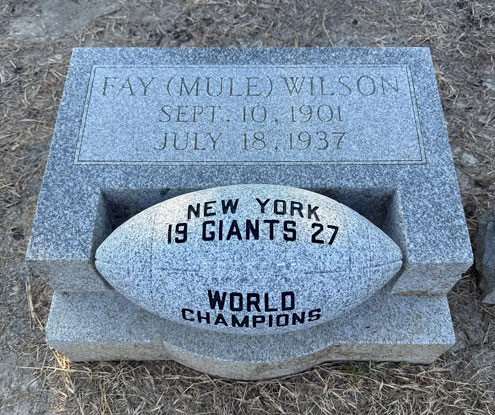 FAY (MULE) WILSON
SEPT. 10, 1901
JULY 18, 1937
NEW YORK
19 GIANTS 27
WORLD
CHAMPIONS